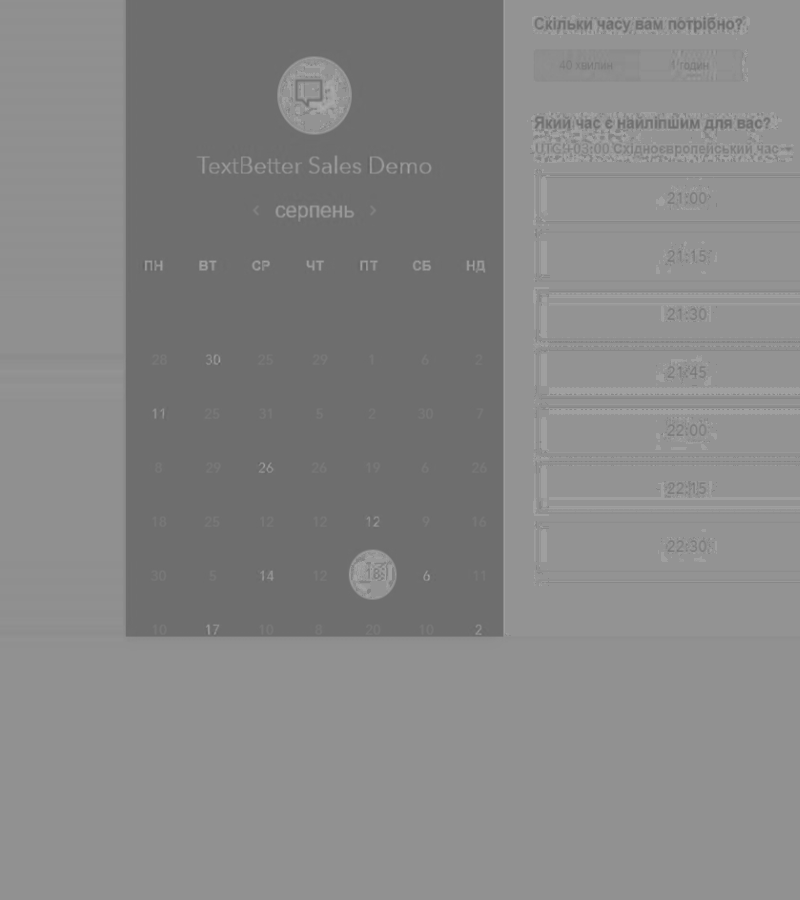 TextBetter Sales Demo
‹ серпень ›
ПН ВТ СР ЧТ ПТ СБ НД
28 30 25 29 1 6 2
11 25 31 5 2 30 7
8 29 26 26 19 6 26
18 25 12 12 12 9 16
30 5 14 12 18 6 11
10 17 10 8 20 10 2
Скільки часу вам потрібно?
40 хвилин 1 годин
Який час є найліпшим для вас?
UTC +03:00 Східноєвропейський час
21:00
21:15
21:30
21:45
22:00
22:15
22:30